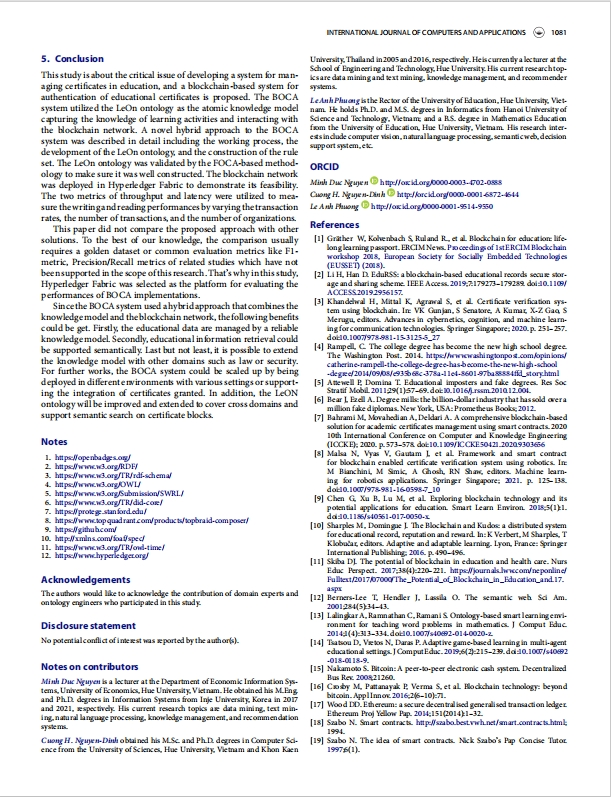 INTERNATIONAL JOURNAL OF COMPUTERS AND APPLICATIONS 1081
5. Conclusion
This study is about the critical issue of developing a system for man-
aging certificates in education, and a blockchain-based system for
authentication of educational certificates is proposed. The BOCA
system utilized the LeOn ontology as the atomic knowledge model
capturing the knowledge of learning activities and interacting with
the blockchain network. A novel hybrid approach to the BOCA
system was described in detail including the working process, the
development of the LeOn ontology, and the construction of the rule
set. The LeOn ontology was validated by the FOCA-based method-
ology to make sure it was well constructed. The blockchain network
was deployed in Hyperledger Fabric to demonstrate its feasibility.
The two metrics of throughput and latency were utilized to mea-
sure the writing and reading performances by varying the transaction
rates, the number of transactions, and the number of organizations.
This paper did not compare the proposed approach with other
solutions. To the best of our knowledge, the comparison usually
requires a golden dataset or common evaluation metrics like F1-
metric, Precision/Recall metrics of related studies which have not
been supported in the scope of this research. That's why in this study,
Hyperledger Fabric was selected as the platform for evaluating the
performances of BOCA implementations.
Since the BOCA system used a hybrid approach that combines the
knowledge model and the blockchain network, the following benefits
could be get. Firstly, the educational data are managed by a reliable
knowledge model. Secondly, educational information retrieval could
be supported semantically. Last but not least, it is possible to extend
the knowledge model with other domains such as law or security.
For further works, the BOCA system could be scaled up by being
deployed in different environments with various settings or support-
ing the integration of certificates granted. In addition, the LeON
ontology will be improved and extended to cover cross domains and
support semantic search on certificate blocks.
Notes
1. https://openbadges.org/
2. https://www.w3.org/RDF/
3. https://www.w3.org/TR/rdf-schema/
4. https://www.w3.org/OWL/
5. https://www.w3.org/Submission/SWRL/
6. https://www.w3.org/TR/did-core/
7. https://protege.stanford.edu/
8. https://www.topquadrant.com/products/topbraid-composer/
9. https://github.com/
10. http://xmlns.com/foaf/spec/
11. https://www.w3.org/TR/owl-time/
12. https://www.hyperledger.org/
Acknowledgements
The authors would like to acknowledge the contribution of domain experts and
ontology engineers who participated in this study.
Disclosure statement
No potential conflict of interest was reported by the author(s).
Notes on contributors
Minh Duc Nguyen is a lecturer at the Department of Economic Information Sys-
tems, University of Economics, Hue University, Vietnam. He obtained his M.Eng.
and Ph.D. degrees in Information Systems from Inje University, Korea in 2017
and 2021, respectively. His current research topics are data mining, text min-
ing, natural language processing, knowledge management, and recommendation
systems.
Cuong H. Nguyen-Dinh obtained his M.Sc. and Ph.D. degrees in Computer Sci-
ence from the University of Sciences, Hue University, Vietnam and Khon Kaen
University, Thailand in 2005 and 2016, respectively. He is currently a lecturer at the
School of Engineering and Technology, Hue University. His current research top-
ics are data mining and text mining, knowledge management, and recommender
systems.
Le Anh Phuong is the Rector of the University of Education, Hue University, Viet-
nam. He holds Ph.D. and M.S. degrees in Informatics from Hanoi University of
Science and Technology, Vietnam; and a B.S. degree in Mathematics Education
from the University of Education, Hue University, Vietnam. His research inter-
ests include computer vision, natural language processing, semantic web, decision
support system, etc.
ORCID
Minh Duc Nguyen http://orcid.org/0000-0003-4702-0888
Cuong H. Nguyen-Dinh http://orcid.org/0000-0001-6872-4644
Le Anh Phuong http://orcid.org/0000-0001-9514-9550
References
[1] Gräther W, Kolvenbach S, Ruland R., et al. Blockchain for education: life-
long learning passport. ERCIM News. Proceedings of 1st ERCIM Blockchain
workshop 2018, European Society for Socially Embedded Technologies
(EUSSET) (2018).
[2] Li H, Han D. EduRSS: a blockchain-based educational records secure stor-
age and sharing scheme. IEEE Access. 2019;7:179273–179289. doi:10.1109/
ACCESS.2019.2956157.
[3] Khandelwal H, Mittal K, Agrawal S, et al. Certificate verification sys-
tem using blockchain. In: VK Gunjan, S Senatore, A Kumar, X-Z Gao, S
Merugu, editors. Advances in cybernetics, cognition, and machine learn-
ing for communication technologies. Springer Singapore; 2020. p. 251–257.
doi:10.1007/978-981-15-3125-5_27
[4] Rampell, C. The college degree has become the new high school degree.
The Washington Post. 2014. https://www.washingtonpost.com/opinions/
catherine-rampell-the-college-degree-has-become-the-new-high-school
-degree/2014/09/08/e935b68c-378a-11e4-8601-97ba88884ffd_story.html
[5] Attewell P, Domina T. Educational imposters and fake degrees. Res Soc
Stratif Mobil. 2011;29(1):57–69. doi:10.1016/j.rssm.2010.12.004.
[6] Bear J, Ezell A. Degree mills: the billion-dollar industry that has sold over a
million fake diplomas. New York, USA: Prometheus Books; 2012.
[7] Bahrami M, Movahedian A, Deldari A. A comprehensive blockchain-based
solution for academic certificates management using smart contracts. 2020
10th International Conference on Computer and Knowledge Engineering
(ICCKE); 2020. p. 573–578. doi:10.1109/ICCKE50421.2020.9303656
[8] Malsa N, Vyas V, Gautam J, et al. Framework and smart contract
for blockchain enabled certificate verification system using robotics. In:
M Bianchini, M Simic, A Ghosh, RN Shaw, editors. Machine learn-
ing for robotics applications. Springer Singapore; 2021. p. 125–138.
doi:10.1007/978-981-16-0598-7_10
[9] Chen G, Xu B, Lu M, et al. Exploring blockchain technology and its
potential applications for education. Smart Learn Environ. 2018;5(1):1.
doi:10.1186/s40561-017-0050-x.
[10] Sharples M, Domingue J. The Blockchain and Kudos: a distributed system
for educational record, reputation and reward. In:: K Verbert, M Sharples, T
Klobučar, editors. Adaptive and adaptable learning. Lyon, France: Springer
International Publishing; 2016. p. 490–496.
[11] Skiba DJ. The potential of blockchain in education and health care. Nurs
Educ Perspect. 2017;38(4):220–221. https://journals.lww.com/neponline/
Fulltext/2017/07000/The_Potential_of_Blockchain_in_Education_and.17.
aspx
[12] Berners-Lee T, Hendler J, Lassila O. The semantic web. Sci Am.
2001;284(5):34–43.
[13] Lalingkar A, Ramnathan C, Ramani S. Ontology-based smart learning envi-
ronment for teaching word problems in mathematics. J Comput Educ.
2014;1(4):313–334. doi:10.1007/s40692-014-0020-z.
[14] Tsatsou D, Vretos N, Daras P. Adaptive game-based learning in multi-agent
educational settings. J Comput Educ. 2019;6(2):215–239. doi:10.1007/s40692
-018-0118-9.
[15] Nakamoto S. Bitcoin: A peer-to-peer electronic cash system. Decentralized
Bus Rev. 2008;21260.
[16] Crosby M, Pattanayak P, Verma S, et al. Blockchain technology: beyond
bitcoin. Appl Innov. 2016;2(6–10):71.
[17] Wood DD. Ethereum: a secure decentralised generalised transaction ledger.
Ethereum Proj Yellow Pap. 2014;151(2014):1–32.
[18] Szabo N. Smart contracts. http://szabo.best.vwh.net/smart.contracts.html;
1994.
[19] Szabo N. The idea of smart contracts. Nick Szabo's Pap Concise Tutor.
1997;6(1).